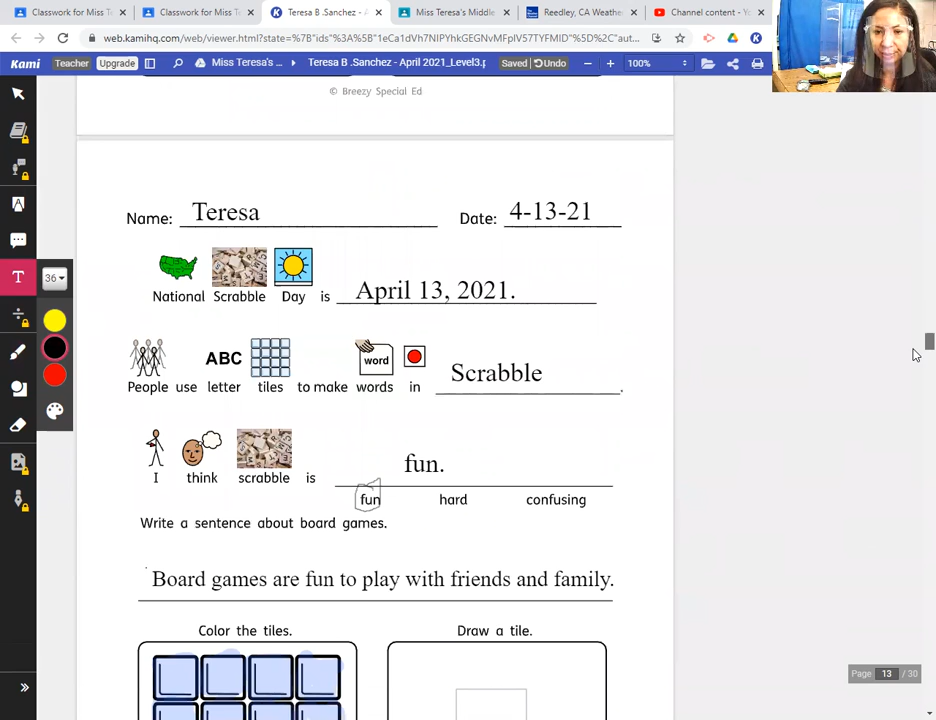 Classwork for Miss T
Classwork for Miss T
Teresa B .Sanchez - A
Miss Teresa's Middle
Reedley, CA Weathe
Channel content - Yo
web.kamihq.com/web/viewer.html?state=%7B"ids"%3A%5B"1eCa1dVh7NIPYhkGEGNvMFplV57TYFMID"%5D%2C"aut...
Kami Teacher Upgrade Miss Teresa's ... Teresa B .Sanchez - April 2021_Level3.p Saved Undo 100%
© Breezy Special Ed
Name: Teresa Date: 4-13-21
National Scrabble Day is April 13, 2021.
ABC word
People use letter tiles to make words in Scrabble .
I think scrabble is fun.
fun hard confusing
Write a sentence about board games.
Board games are fun to play with friends and family.
Color the tiles. Draw a tile.
T 36
Page 13 / 30